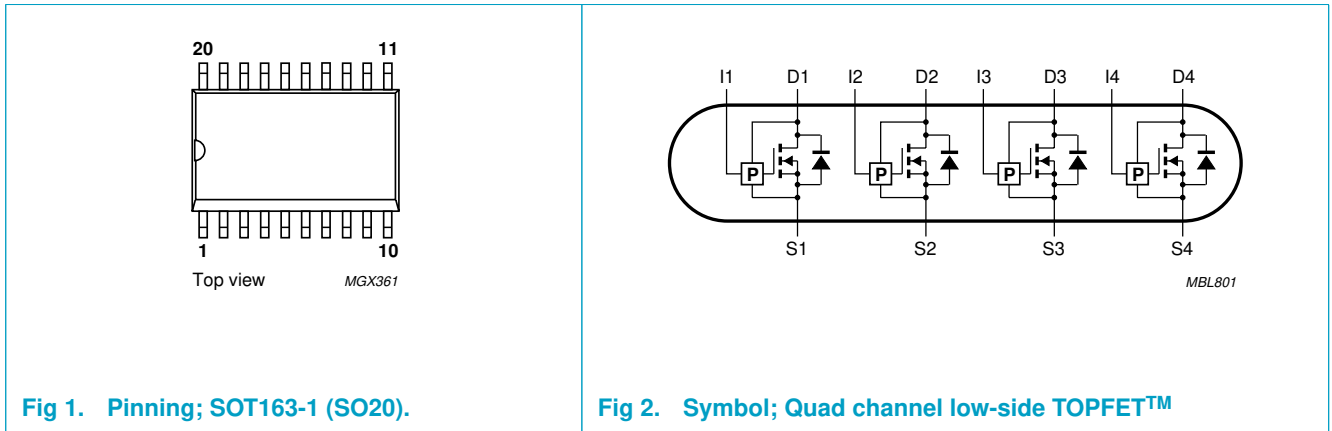 20 11
1 10
Top view MGX361
Fig 1. Pinning; SOT163-1 (SO20).
I1 D1 I2 D2 I3 D3 I4 D4
P P P P
S1 S2 S3 S4
MBL801
Fig 2. Symbol; Quad channel low-side TOPFET™